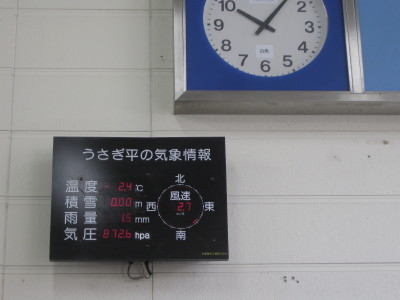 10
9
8
7
6
5
4
3
2
うさぎ平の気象情報
温度 2.4 ℃
積雪 0.00 m
雨量 1.5 mm
気圧 872.6 hpa
北
西 風速 東
2.7
南